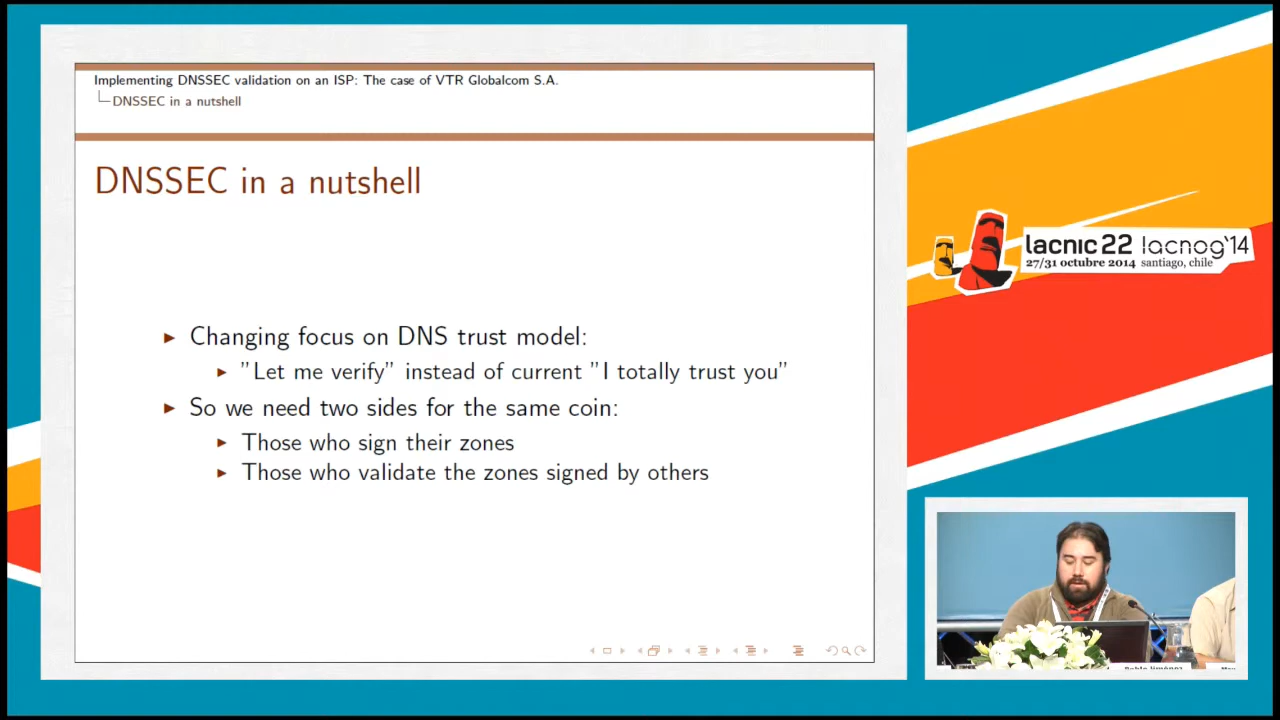 Implementing DNSSEC validation on an ISP: The case of VTR Globalcom S.A.
DNSSEC in a nutshell
DNSSEC in a nutshell
Changing focus on DNS trust model:
"Let me verify" instead of current "I totally trust you"
So we need two sides for the same coin:
Those who sign their zones
Those who validate the zones signed by others
lacnic 22 lacnog'14
27/31 octubre 2014 santiago, chile
Pablo Jiménez